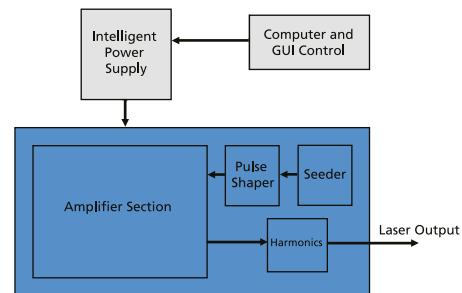 Intelligent
Power
Supply
Computer and
GUI Control
Amplifier Section
Pulse
Shaper
Seeder
Harmonics
Laser Output